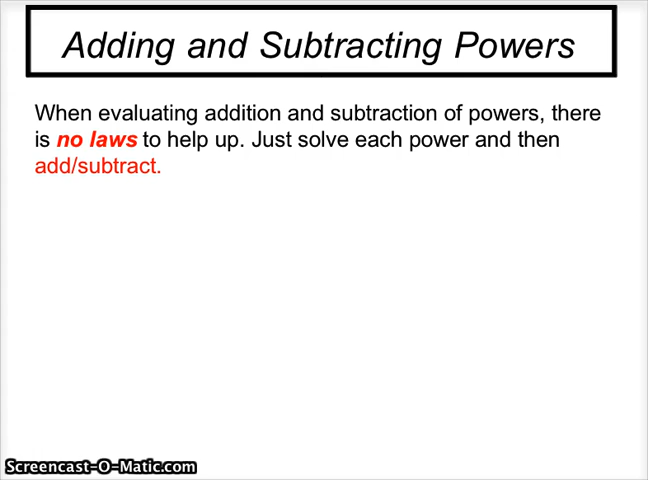 Adding and Subtracting Powers
When evaluating addition and subtraction of powers, there
is no laws to help up. Just solve each power and then
add/subtract.
Screencast-O-Matic.com